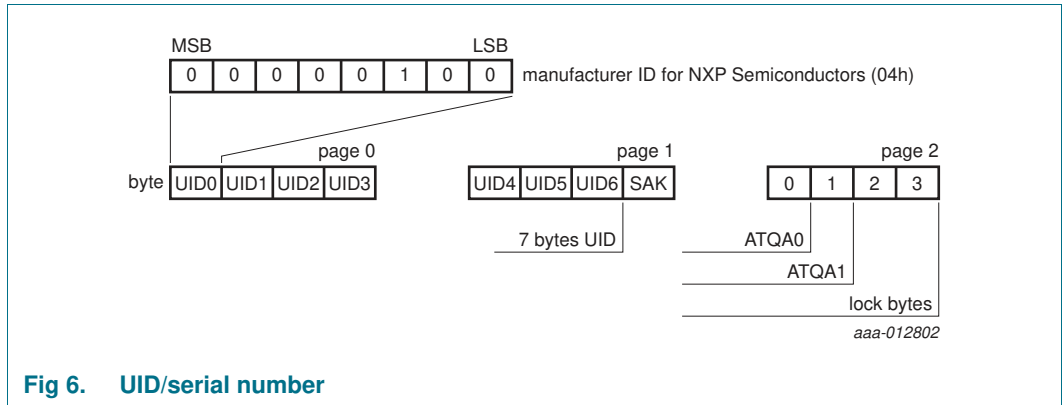 MSB LSB
0 0 0 0 0 1 0 0 manufacturer ID for NXP Semiconductors (04h)
page 0 page 1 page 2
byte UID0 UID1 UID2 UID3 UID4 UID5 UID6 SAK 0 1 2 3
7 bytes UID ATQA0
ATQA1
lock bytes
aaa-012802
Fig 6. UID/serial number